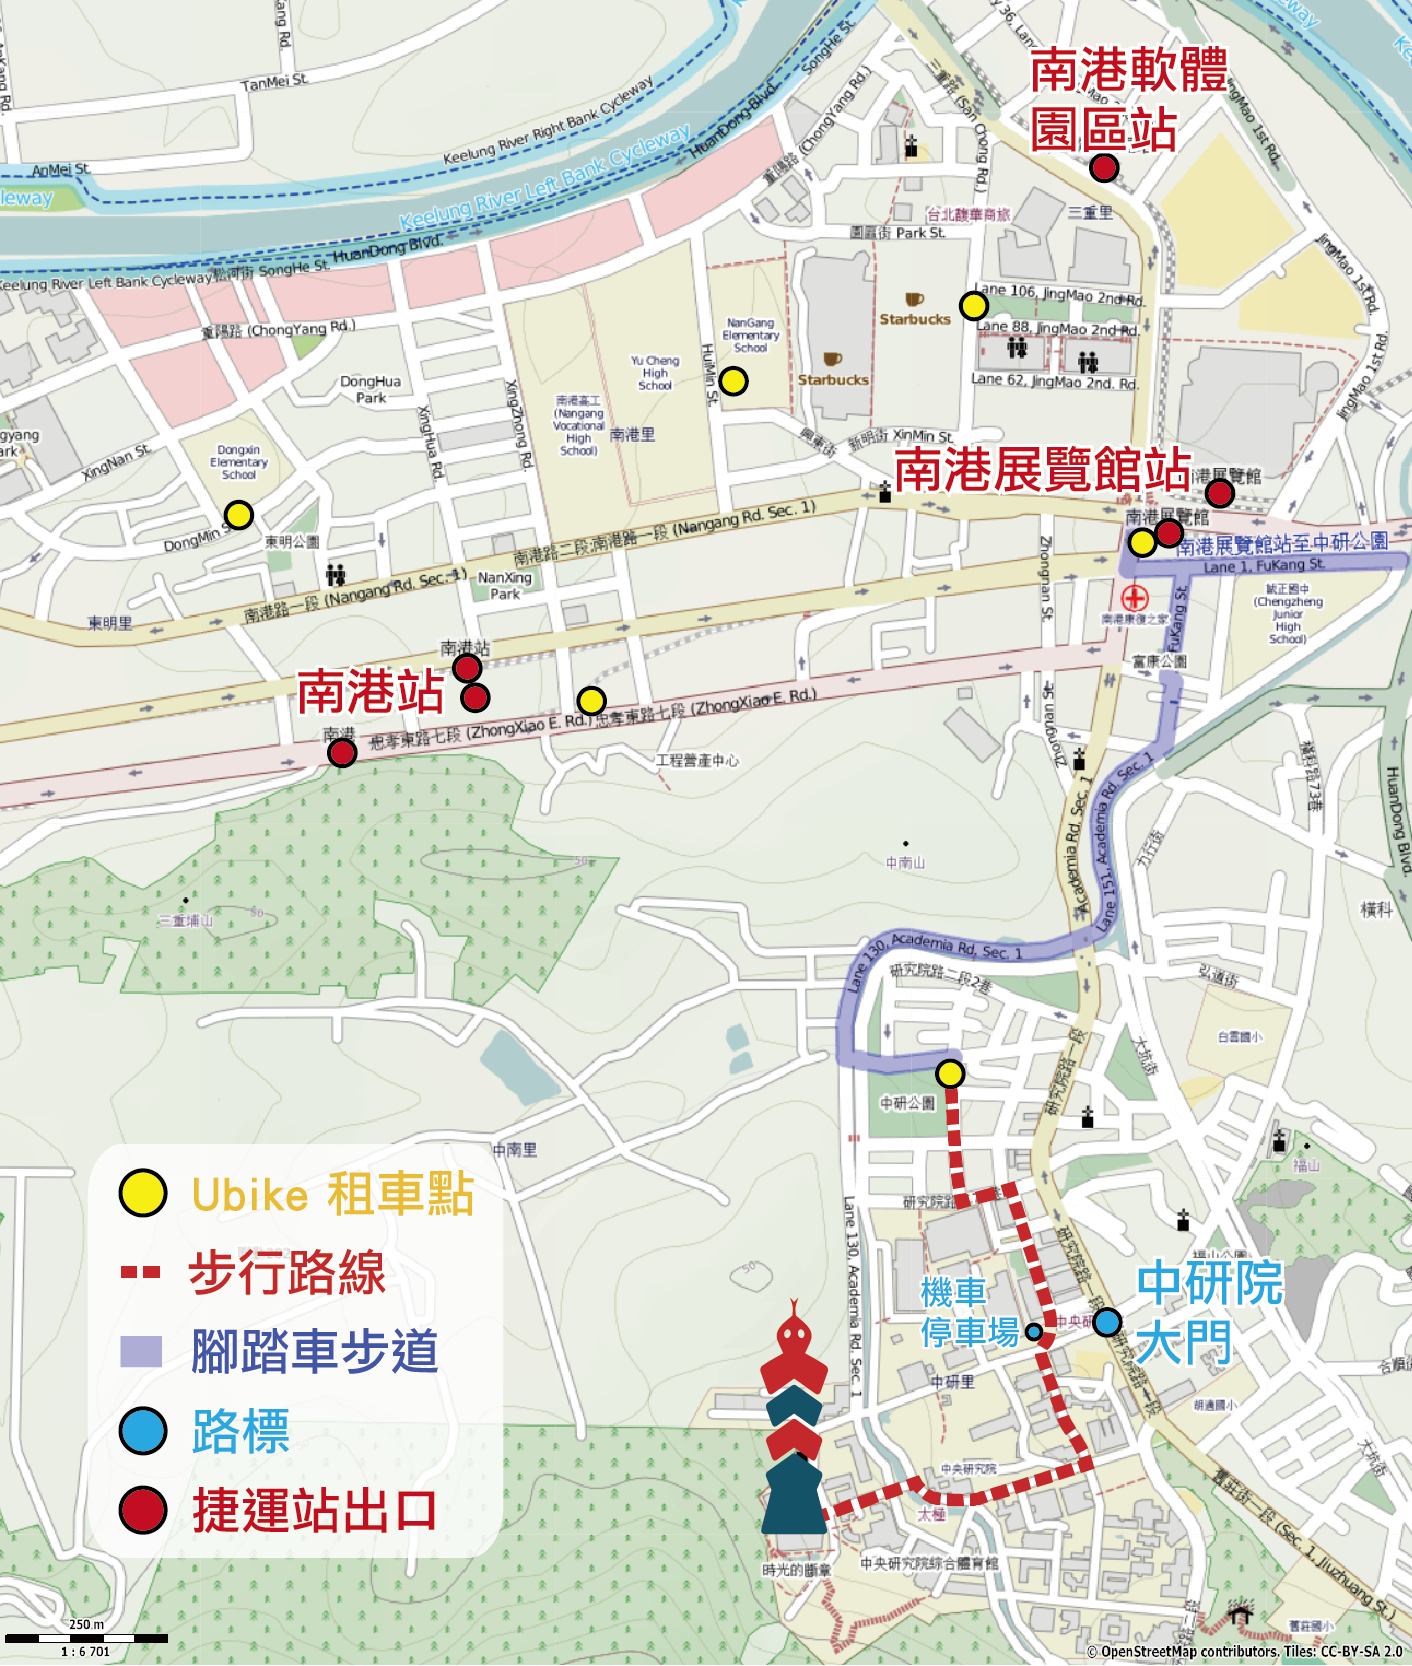 TanMei St.
AnMei St.
Keelung River Right Bank Cycleway
Keelung River Left Bank Cycleway
HuanDong Blvd.
SongHe St.
重陽路 (ChongYang Rd.)
三重路 (San Chong Rd.)
南港軟體
園區站
JingMao 1st Rd.
台北馥華商旅
三重里
園區街 Park St.
HuanDong Blvd.
Keelung River Left Bank Cycleway
松河街 SongHe St.
重陽路 (ChongYang Rd.)
Lane 106, JingMao 2nd Rd.
Starbucks
Lane 88, JingMao 2nd Rd.
Lane 62, JingMao 2nd. Rd.
Starbucks
JingMao 1st Rd.
JingMao 1st Rd.
NanGang
Elementary
School
Yu Cheng
High
School
HuiMin St.
DongHua
Park
XingHua Rd.
XingZhong Rd.
南港高工
(Nangang
Vocational
High
School)
南港里
興東街
新明街 XinMin St.
XingNan St.
Dongxin
Elementary
School
南港展覽館站
南港展覽館
南港展覽館
南港展覽館站至中研公園
Lane 1, FuKang St.
DongMin St.
東明公園
南港路二段;南港路一段 (Nangang Rd. Sec. 1)
南港路一段 (Nangang Rd. Sec. 1)
NanXing
Park
東明里
Zhongnan St.
南港康復之家
FuKang St.
誠正國中
(Chengzheng
Junior
High
School)
富康公園
南港站
南港站
南港
忠孝東路七段 (ZhongXiao E. Rd.)
忠孝東路七段 (ZhongXiao E. Rd.)
Zhongnan St.
工程營產中心
橫科路73巷
HuanDong Blvd.
Academia Rd. Sec. 1
Lane 151, Academia Rd. Sec. 1
力行街
中南山
三重埔山
50
50
橫科
Lane 130, Academia Rd. Sec. 1
研究院路二段2巷
弘道街
白雲國小
大坑街
研究院路一段
中研公園
中南里
福山
Ubike 租車點
步行路線
腳踏車步道
路標
捷運站出口
Lane 130, Academia Rd. Sec. 1
研究院路
福山公園
50
機車
停車場
中研院
大門
中央研
中研里
胡適國小
大坑街
中央研究院
太極
舊莊街一段 (Sec. 1, Jiuzhuang St.)
時光的斷章
中央研究院綜合體育館
舊莊國小
250 m
1 : 6 701
© OpenStreetMap contributors. Tiles: CC-BY-SA 2.0